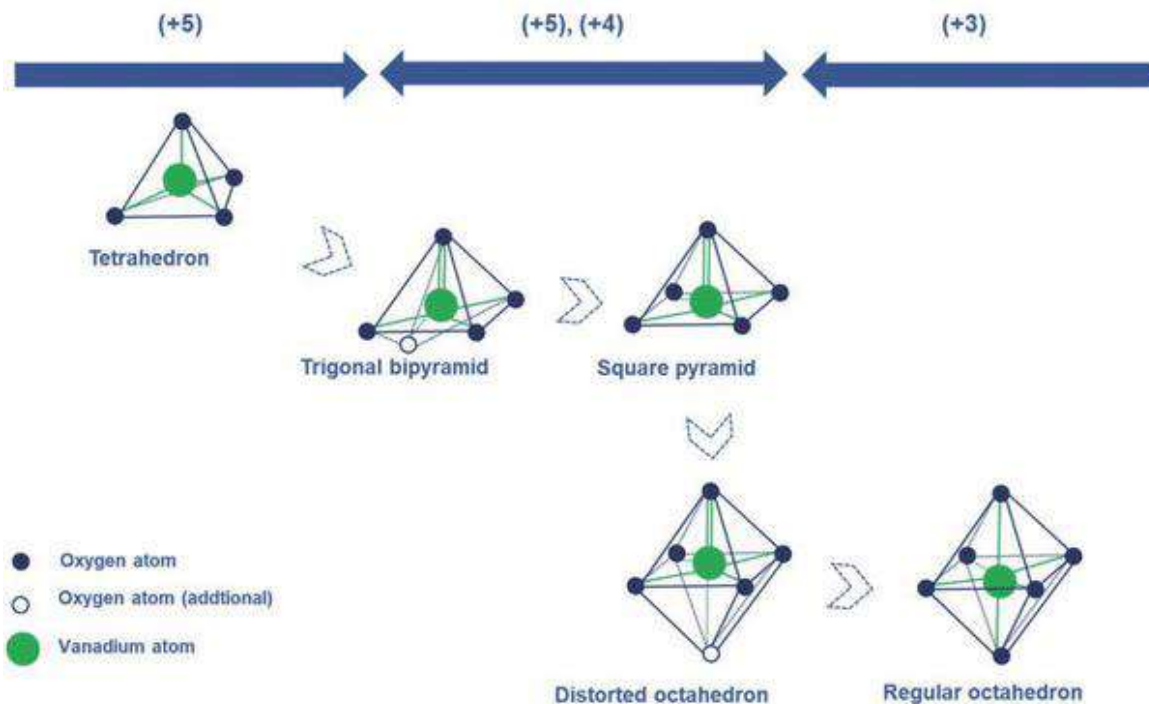 (+5)
(+5), (+4)
(+3)
Tetrahedron
Trigonal bipyramid
Square pyramid
Oxygen atom
Oxygen atom (addtional)
Vanadium atom
Distorted octahedron
Regular octahedron